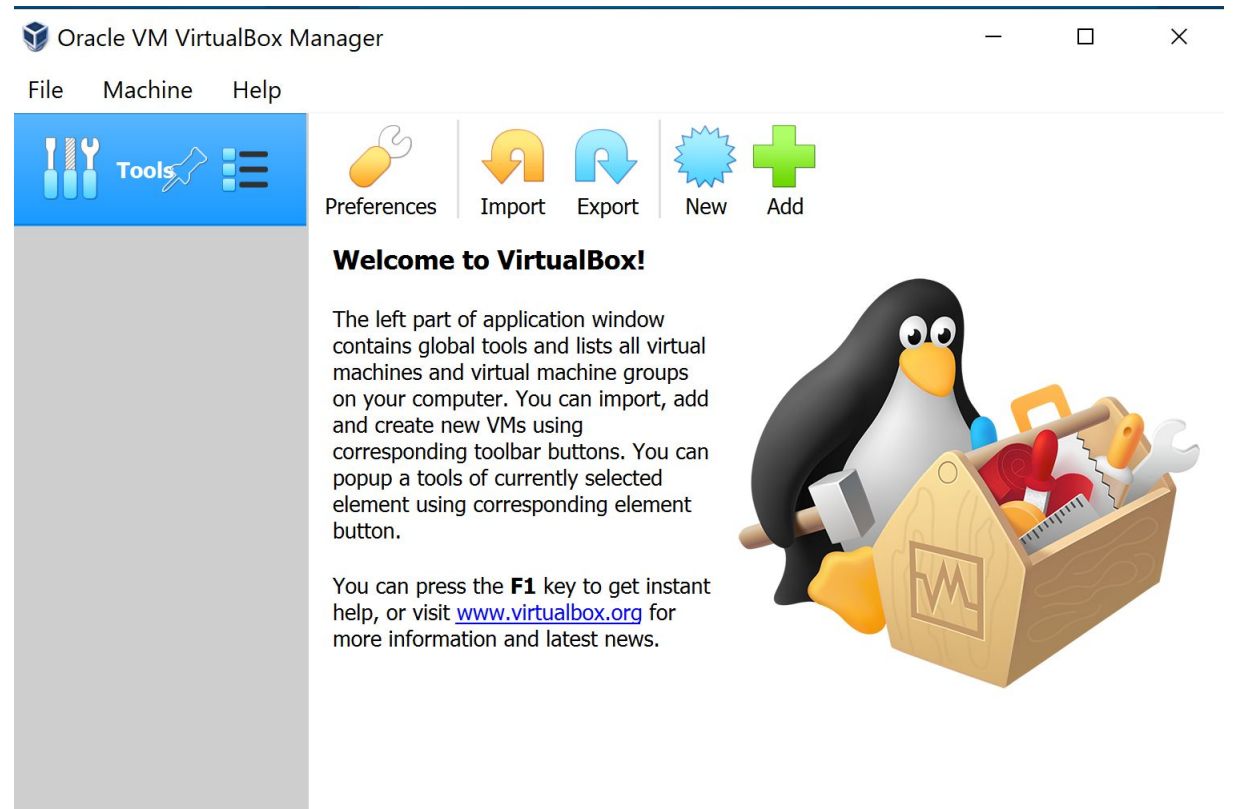 Oracle VM VirtualBox Manager
File Machine Help
Tools
Preferences Import Export New Add
Welcome to VirtualBox!
The left part of application window
contains global tools and lists all virtual
machines and virtual machine groups
on your computer. You can import, add
and create new VMs using
corresponding toolbar buttons. You can
popup a tools of currently selected
element using corresponding element
button.
You can press the F1 key to get instant
help, or visit www.virtualbox.org for
more information and latest news.
VM